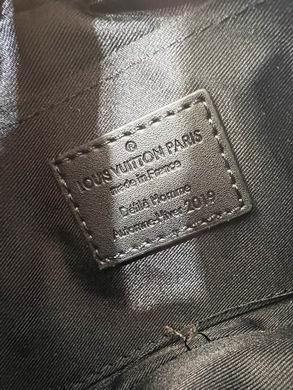 ®
LOUIS VUITTON PARIS
made in France
Défilé Homme
Automne-Hiver 2019